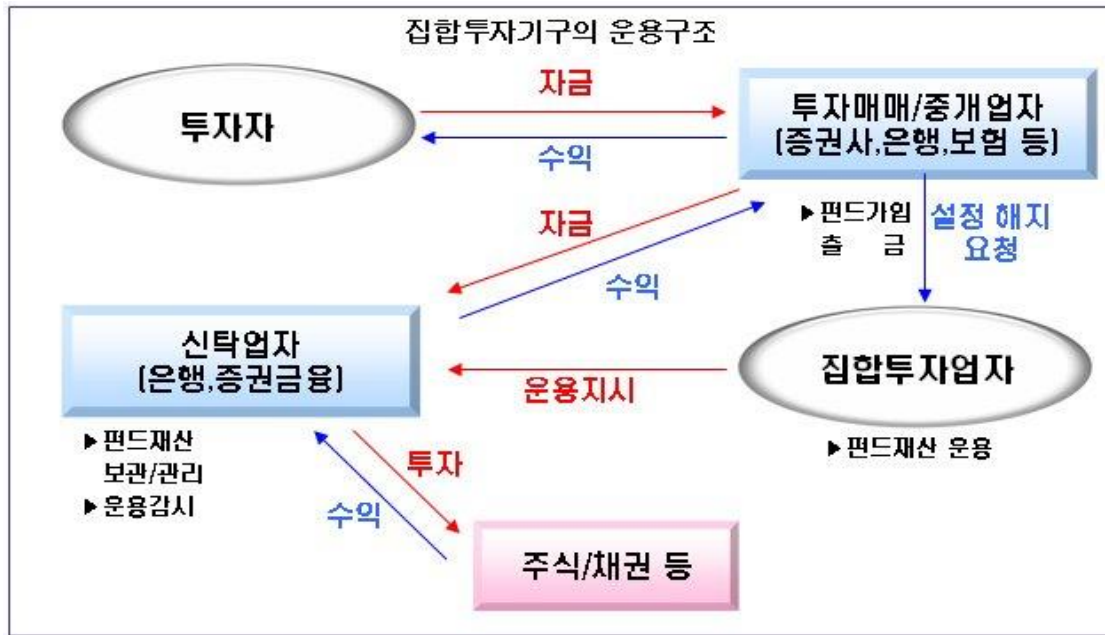 집합투자기구의 운용구조
자금
투자자
투자매매/중개업자
(증권사,은행,보험 등)
수익
▶펀드가입
출 금
설정 해지
요청
자금
수익
신탁업자
(은행,증권금융)
집합투자업자
운용지시
▶펀드재산
보관/관리
▶운용감시
▶펀드재산 운용
투자
수익
주식/채권 등